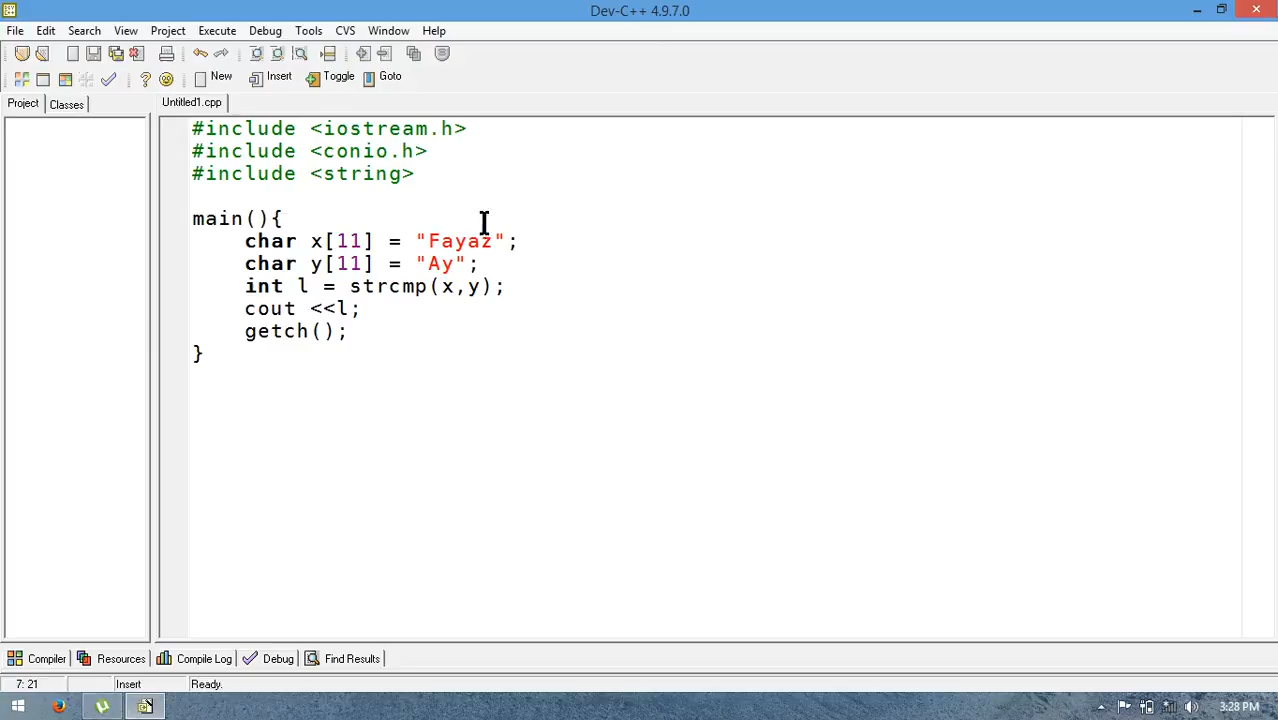 Dev-C++ 4.9.7.0
File Edit Search View Project Execute Debug Tools CVS Window Help
New Insert Toggle Goto
Project Classes Untitled1.cpp
#include <iostream.h>
#include <conio.h>
#include <string>
main(){
char x[11] = "Fayaz";
char y[11] = "Ay";
int l = strcmp(x,y);
cout <<l;
getch();
}
Compiler Resources Compile Log Debug Find Results
7: 21 Insert Ready.
3:28 PM